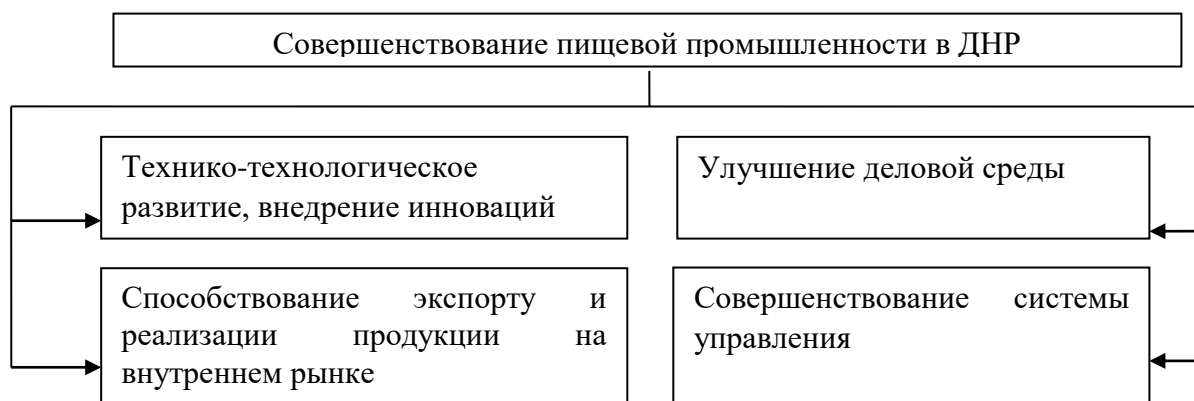 Совершенствование пищевой промышленности в ДНР
Технико-технологическое
развитие, внедрение инноваций
Улучшение деловой среды
Способствование экспорту и
реализации продукции на
внутреннем рынке
Совершенствование системы
управления